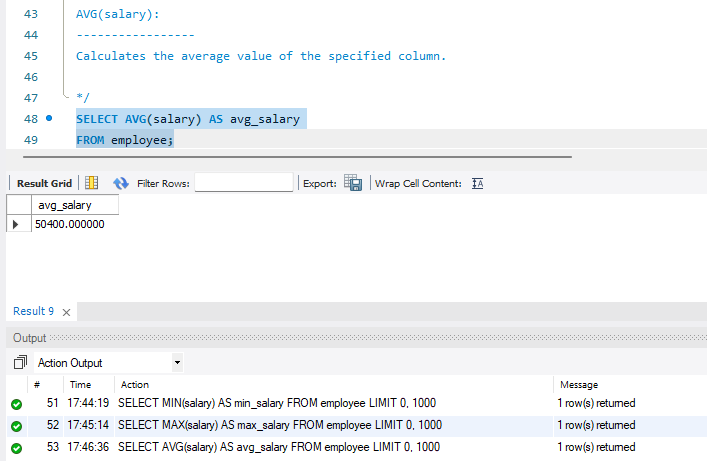 43 AVG(salary):
44 -----------------
45 Calculates the average value of the specified column.
46
47 */
48 SELECT AVG(salary) AS avg_salary
49 FROM employee;
Result Grid Filter Rows: Export: Wrap Cell Content:
avg_salary
50400.000000
Result 9
Output
Action Output
# Time Action Message
51 17:44:19 SELECT MIN(salary) AS min_salary FROM employee LIMIT 0, 1000 1 row(s) returned
52 17:45:14 SELECT MAX(salary) AS max_salary FROM employee LIMIT 0, 1000 1 row(s) returned
53 17:46:36 SELECT AVG(salary) AS avg_salary FROM employee LIMIT 0, 1000 1 row(s) returned